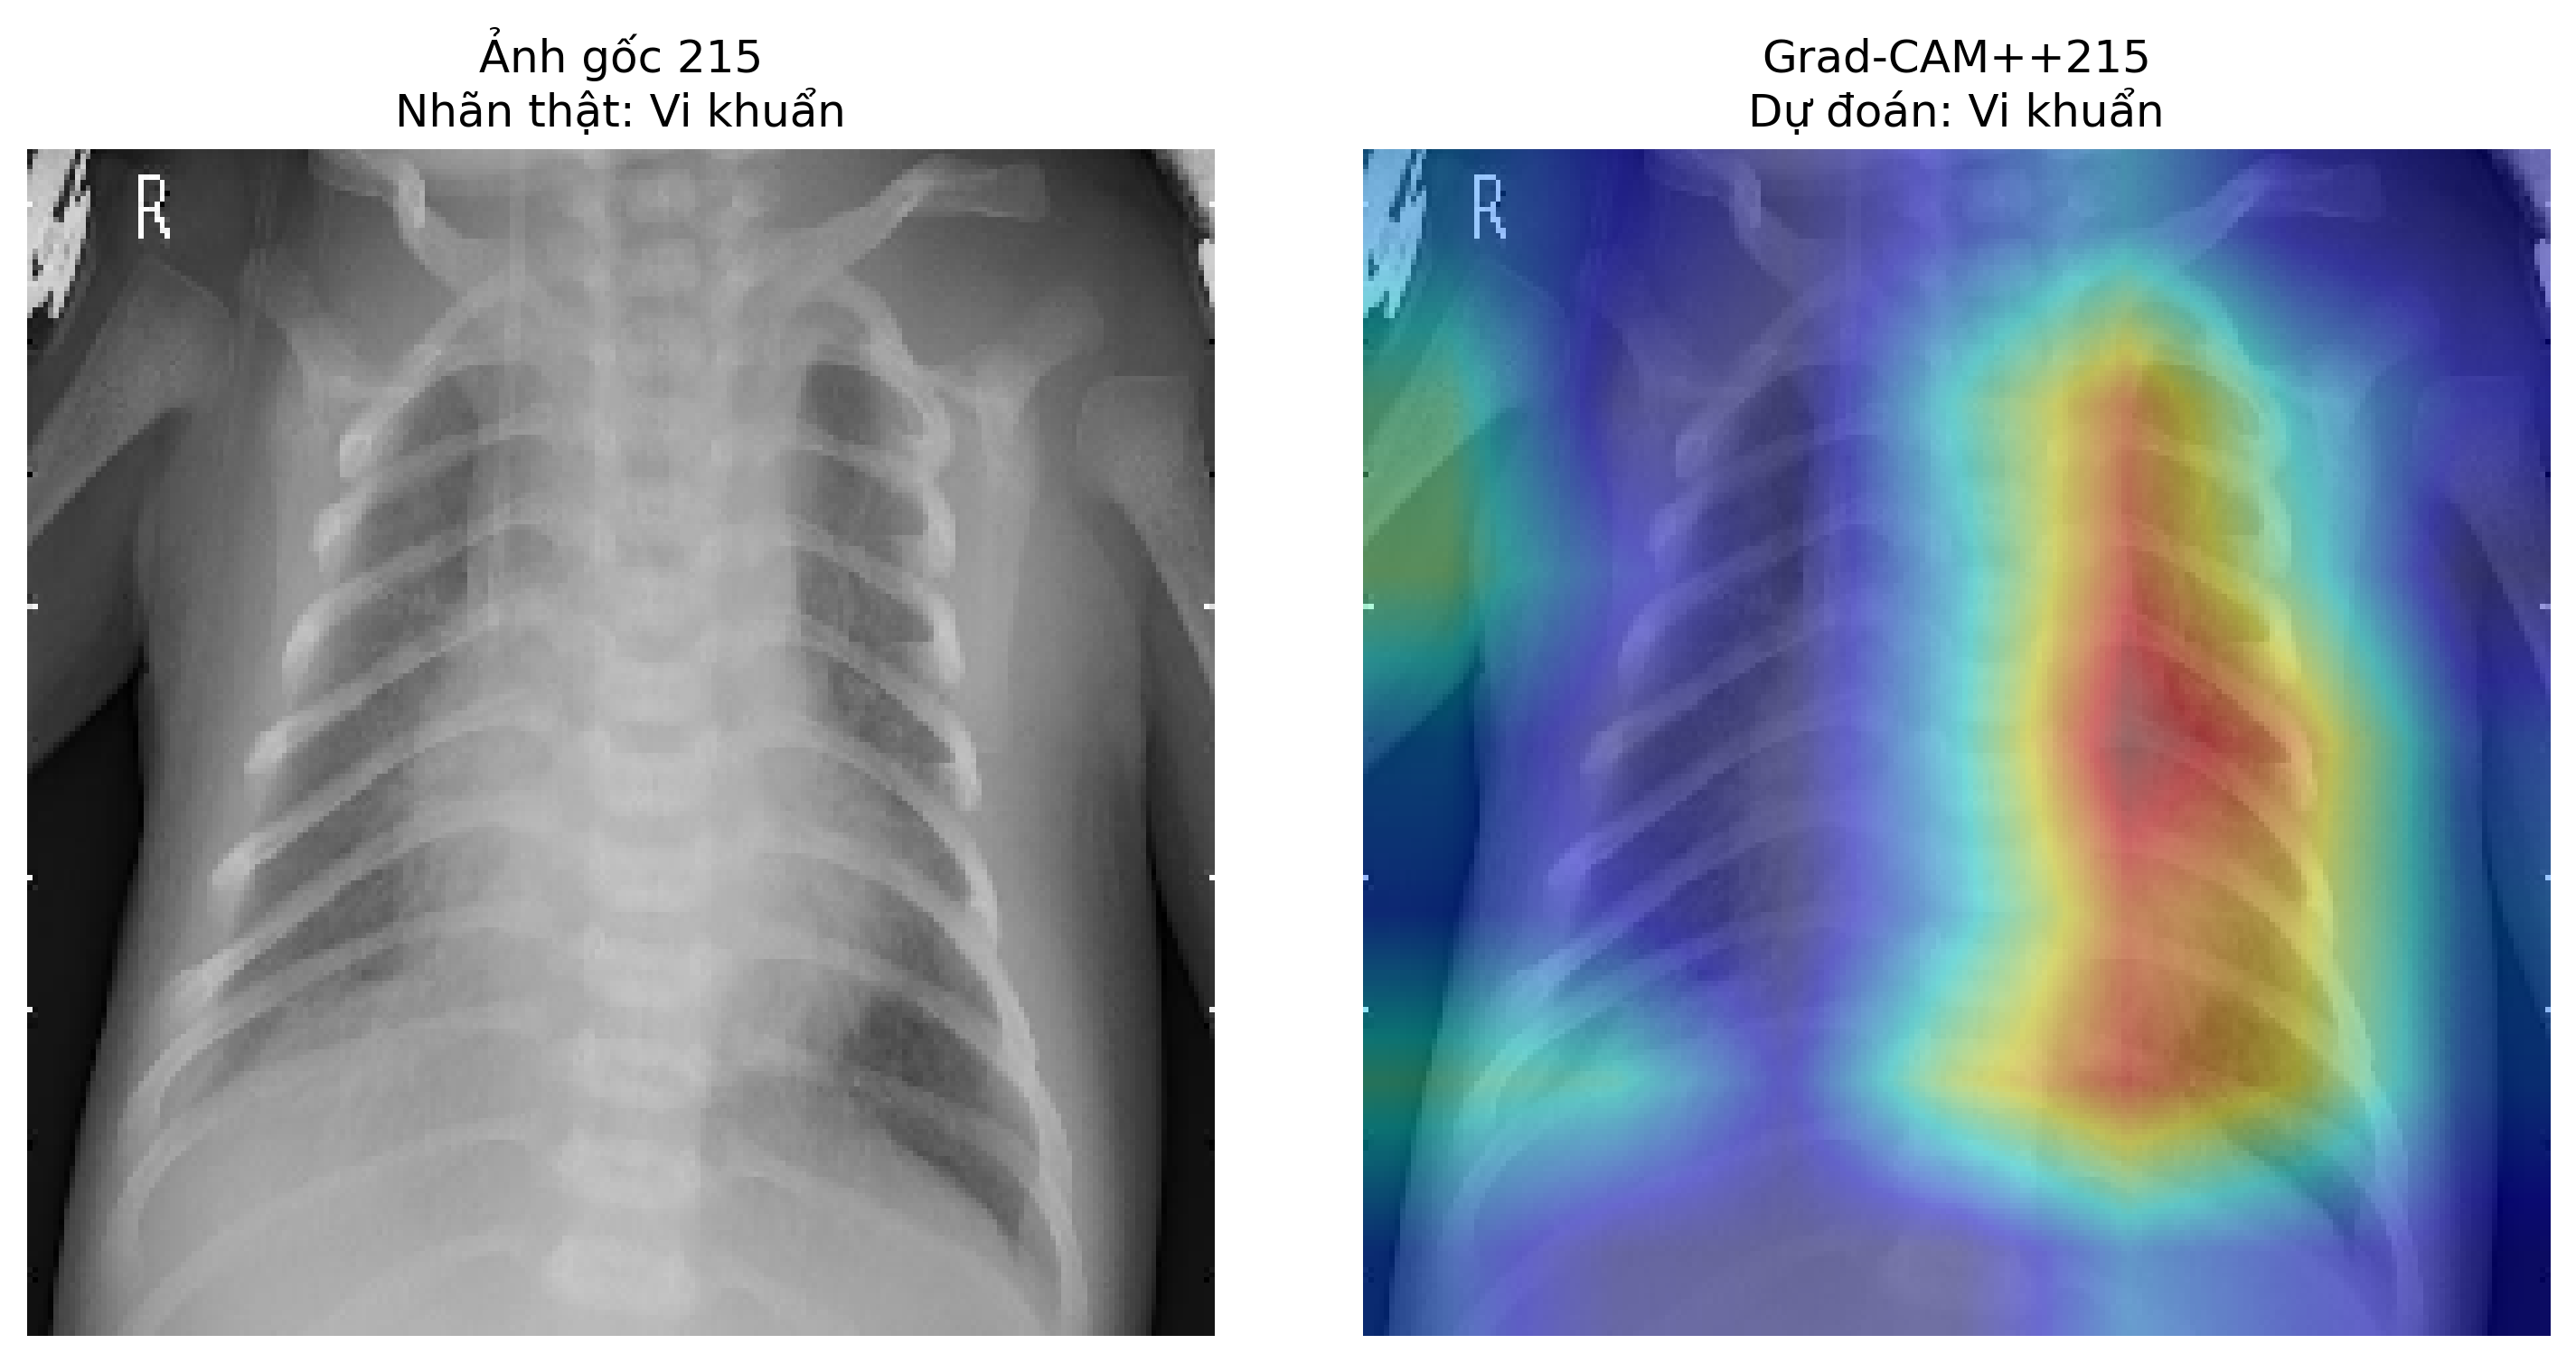 Ảnh gốc 215
Nhãn thật: Vi khuẩn
R
Grad-CAM++215
Dự đoán: Vi khuẩn
R